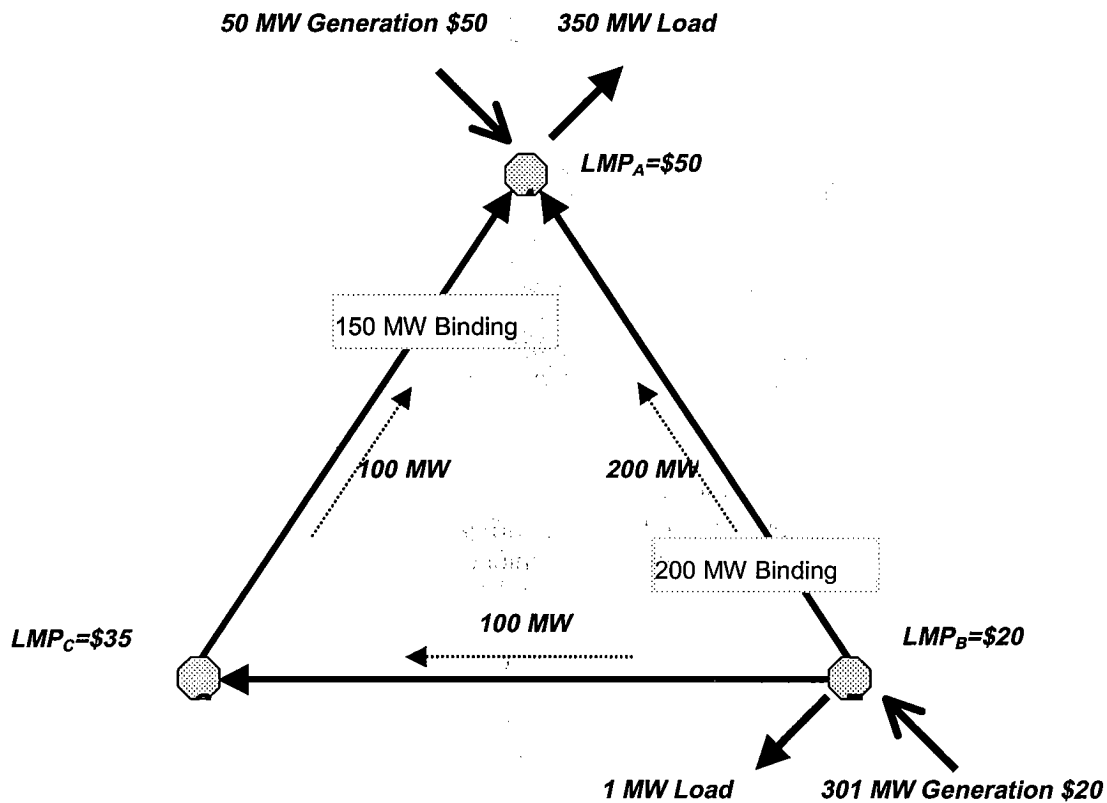 50 MW Generation $50
350 MW Load
LMPA=$50
150 MW Binding
100 MW
200 MW
200 MW Binding
100 MW
LMPC=$35
LMPB=$20
1 MW Load
301 MW Generation $20